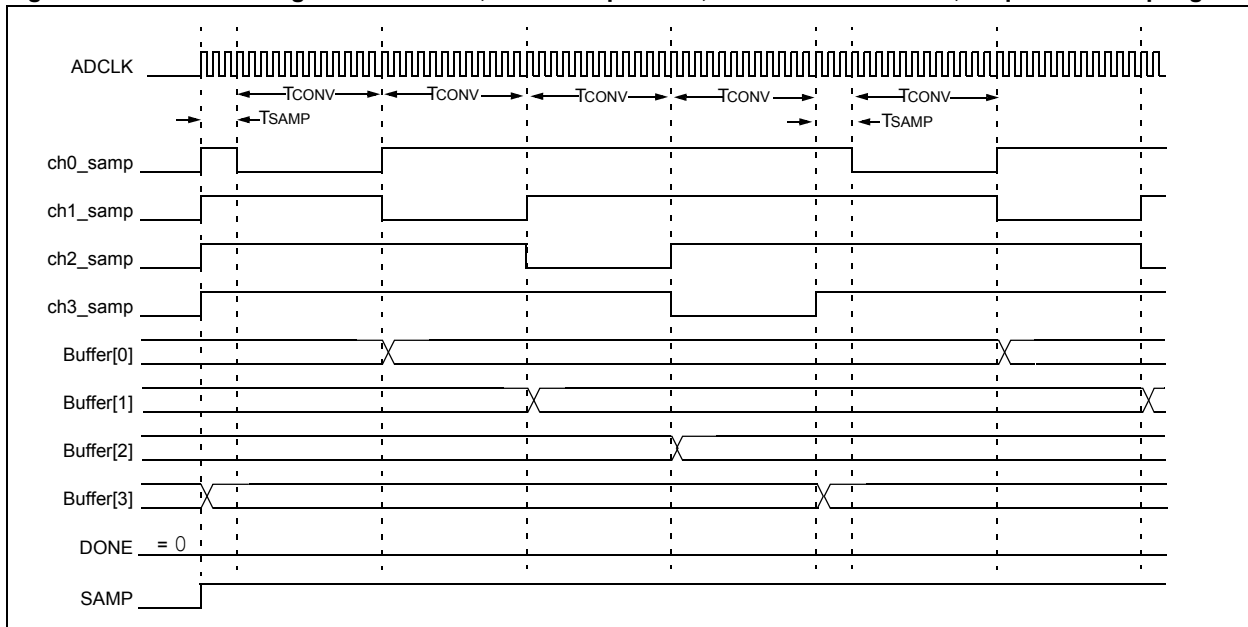 ADCLK
TCONV TCONV TCONV TCONV TCONV
TSAMP TSAMP
ch0_samp
ch1_samp
ch2_samp
ch3_samp
Buffer[0]
Buffer[1]
Buffer[2]
Buffer[3]
DONE = 0
SAMP